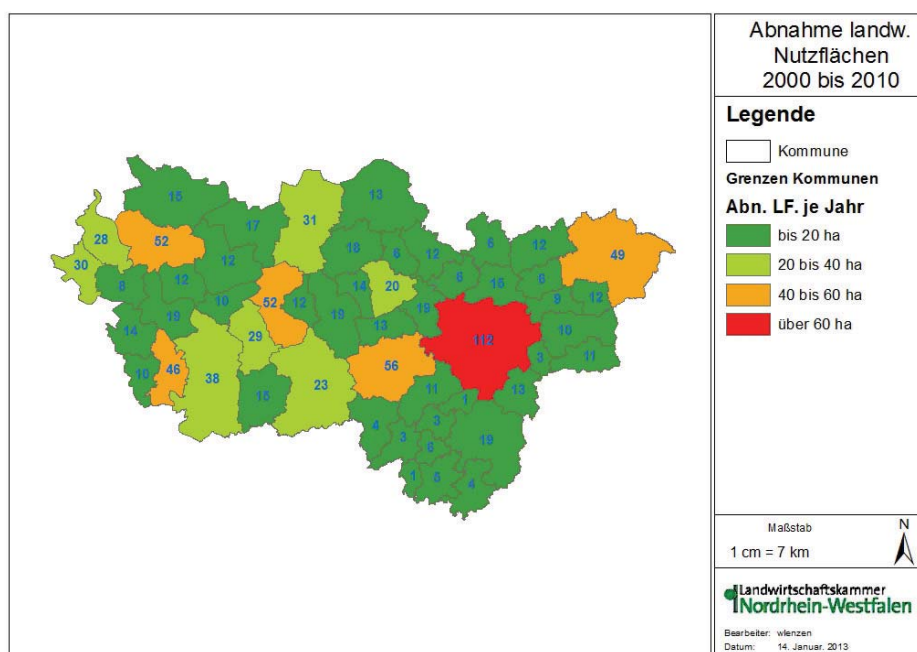 Abnahme landw.
Nutzflächen
2000 bis 2010
Legende
Kommune
Grenzen Kommunen
Abn. LF. je Jahr
bis 20 ha
20 bis 40 ha
40 bis 60 ha
über 60 ha
15
13
17
31
28
52
18
6
12
6
12
49
30
12
8
12
14
20
6
16
6
10
52
12
9
12
19
19
19
14
13
10
29
112
3
11
10
46
38
23
56
15
11
13
1
4
3
3
19
6
1
5
4
Maßstab
N
1 cm = 7 km
Landwirtschaftskammer
Nordrhein-Westfalen
Bearbeiter: wlenzen
Datum: 14. Januar. 2013